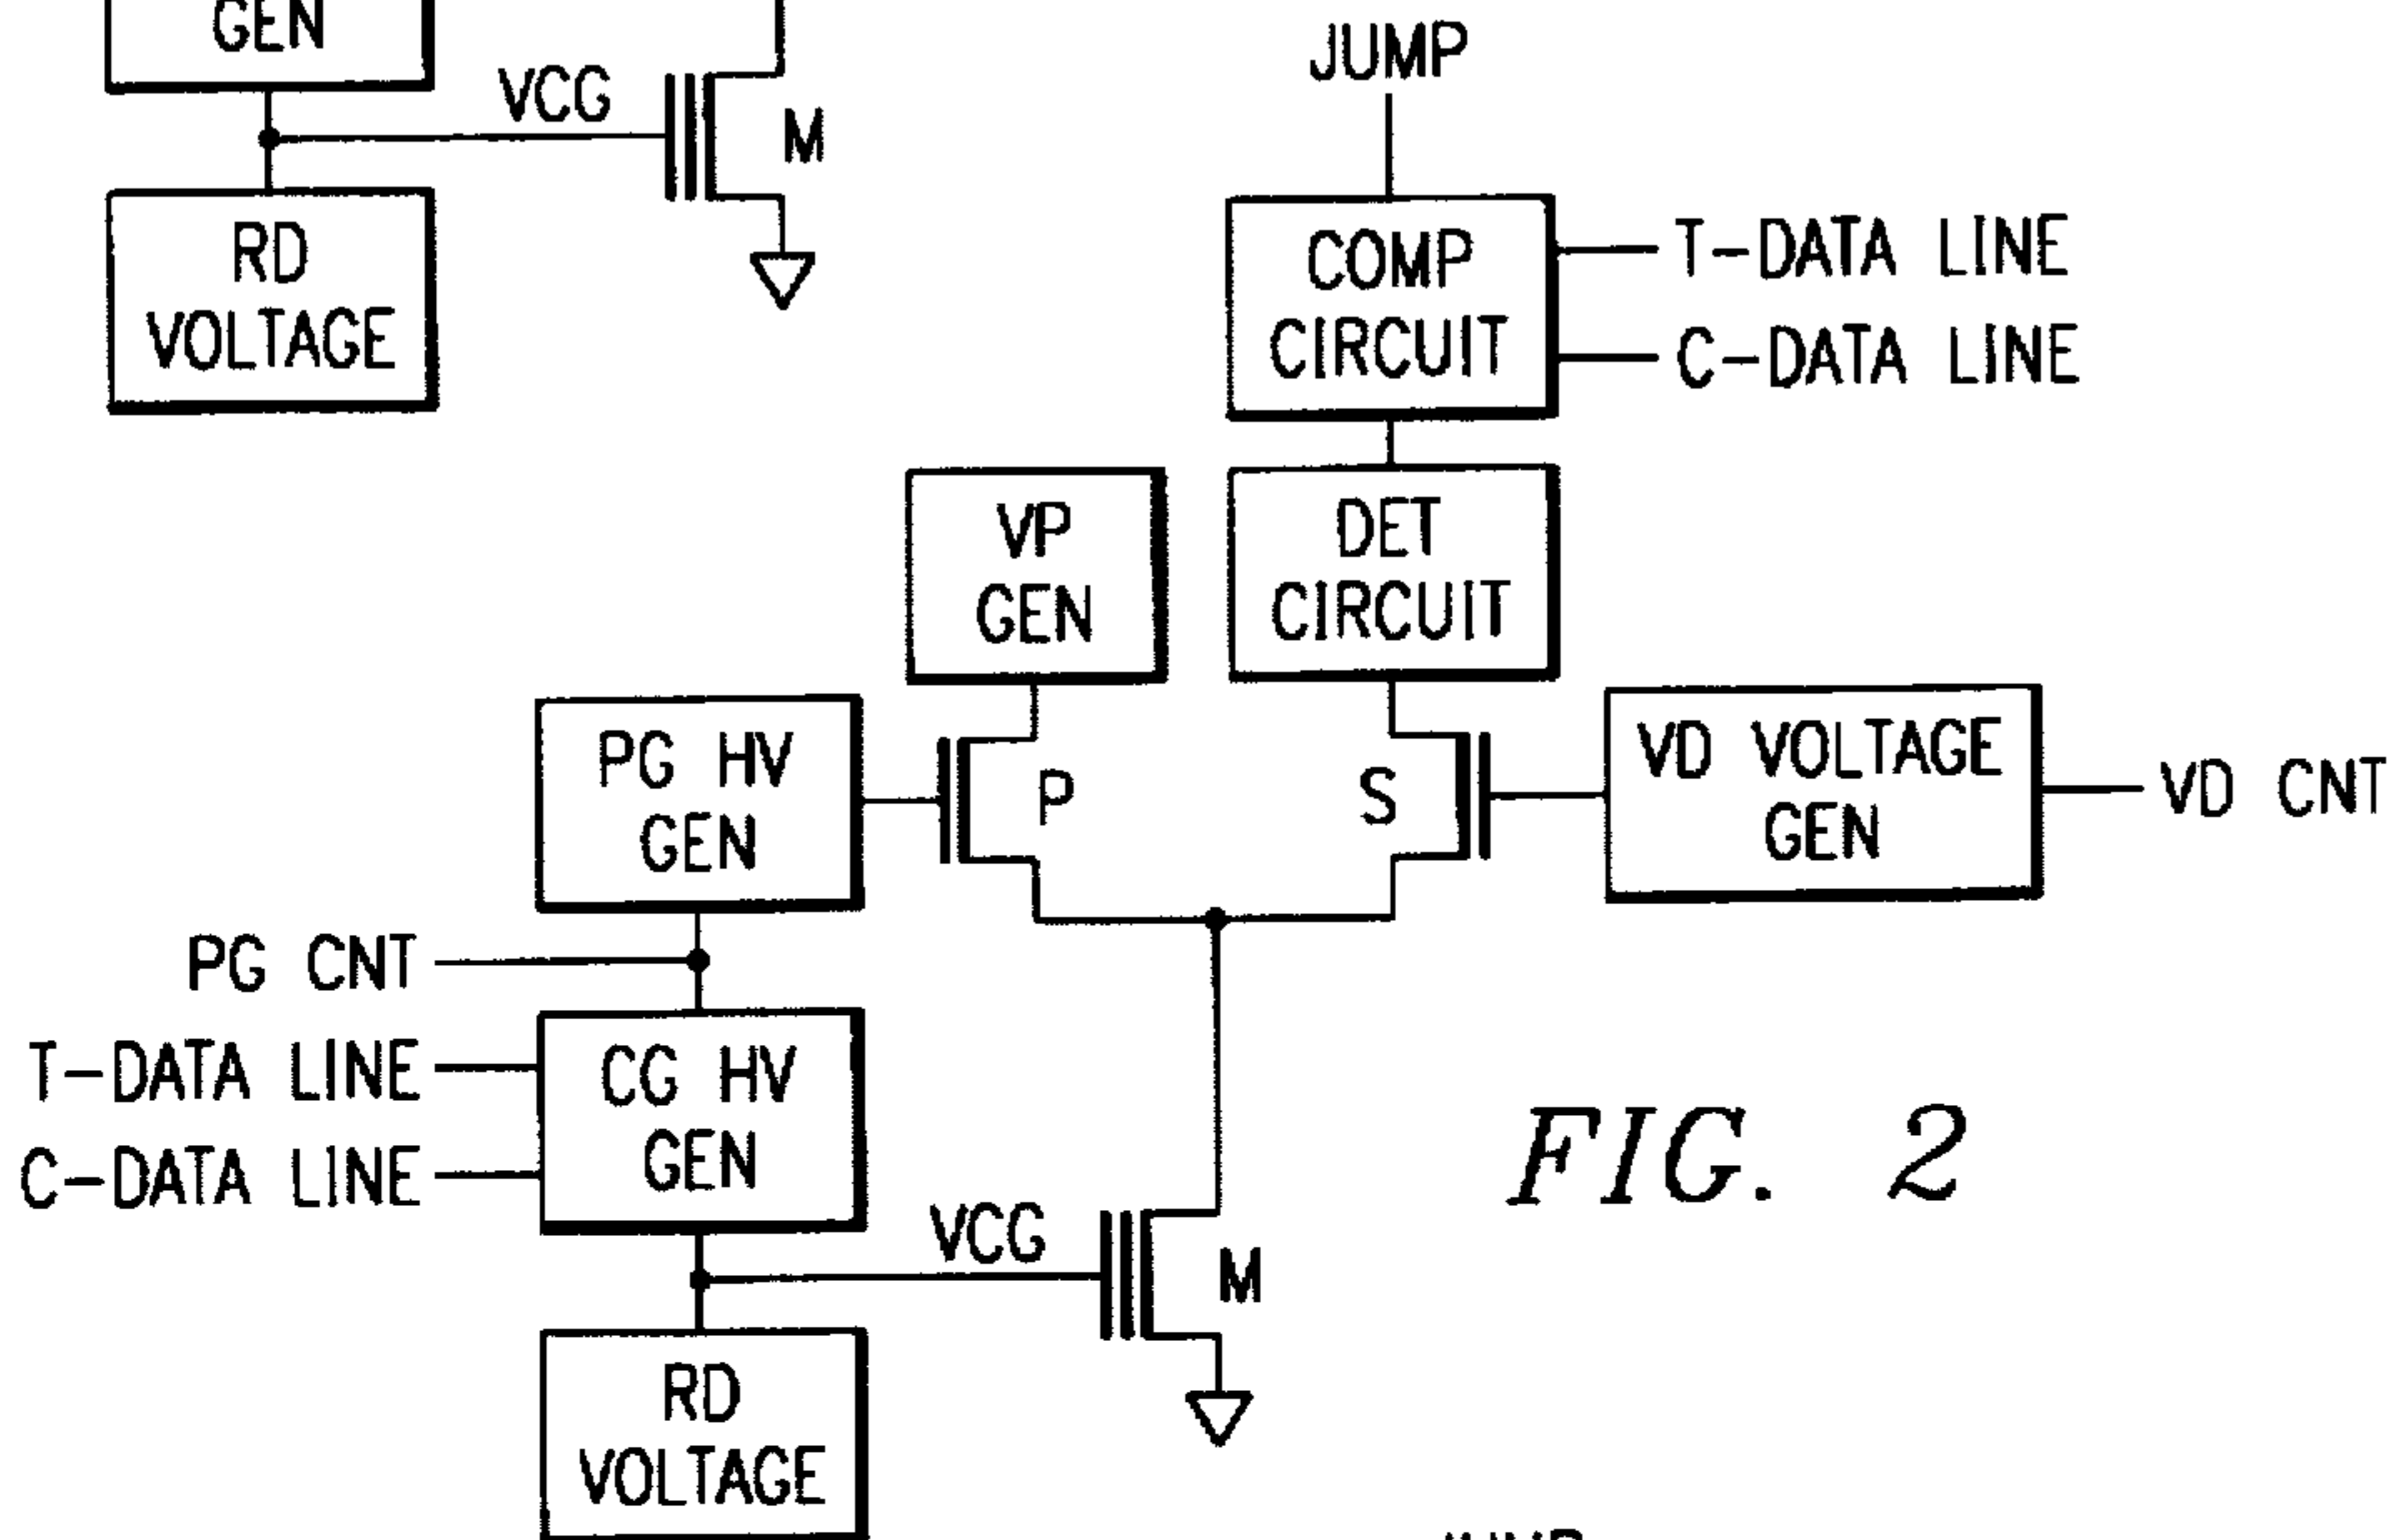 GEN
VCG
M
RD
VOLTAGE
JUMP
COMP
CIRCUIT
T-DATA LINE
C-DATA LINE
DET
CIRCUIT
VP
GEN
PG HV
GEN
P
S
VD VOLTAGE
GEN
VD CNT
PG CNT
T-DATA LINE
C-DATA LINE
CG HV
GEN
VCG
M
RD
VOLTAGE
FIG. 2